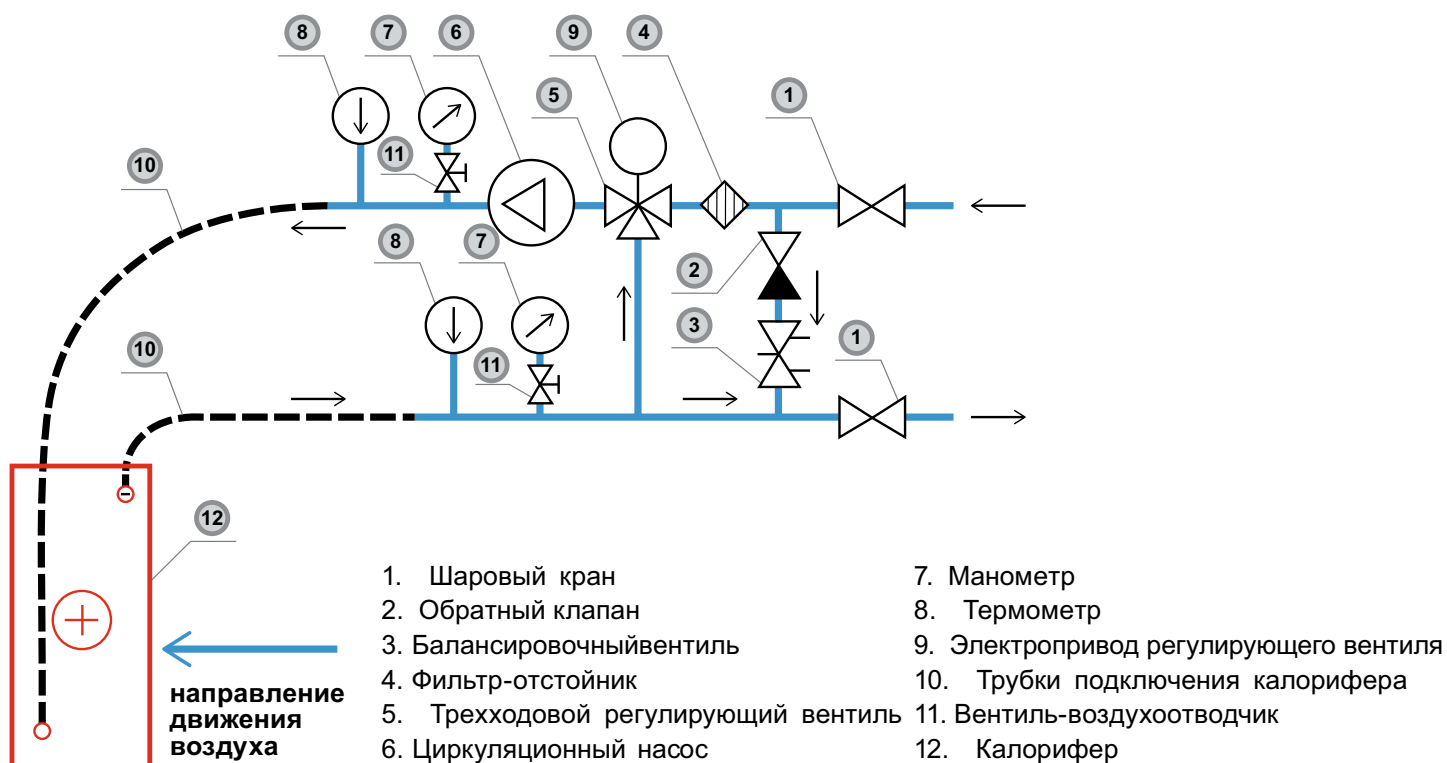 8 7 6 9 4
5 1
11
10
8 7
2
3
10 1
11
12
направление
движения
воздуха
1. Шаровый кран
2. Обратный клапан
3. Балансировочныйвентиль
4. Фильтр-отстойник
5. Трехходовой регулирующий вентиль
6. Циркуляционный насос
7. Манометр
8. Термометр
9. Электропривод регулирующего вентиля
10. Трубки подключения калорифера
11. Вентиль-воздухоотводчик
12. Калорифер